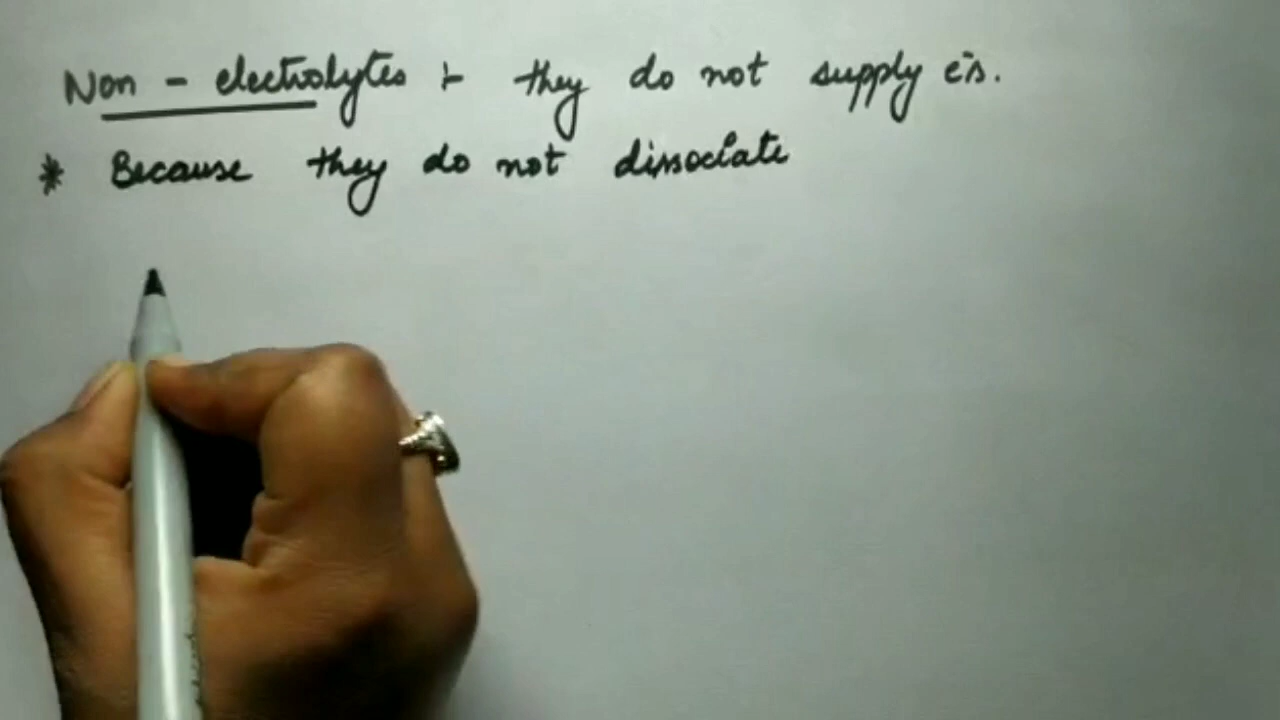 Non - electrolytes :- they do not supply e⁻s.
* Because they do not dissociate